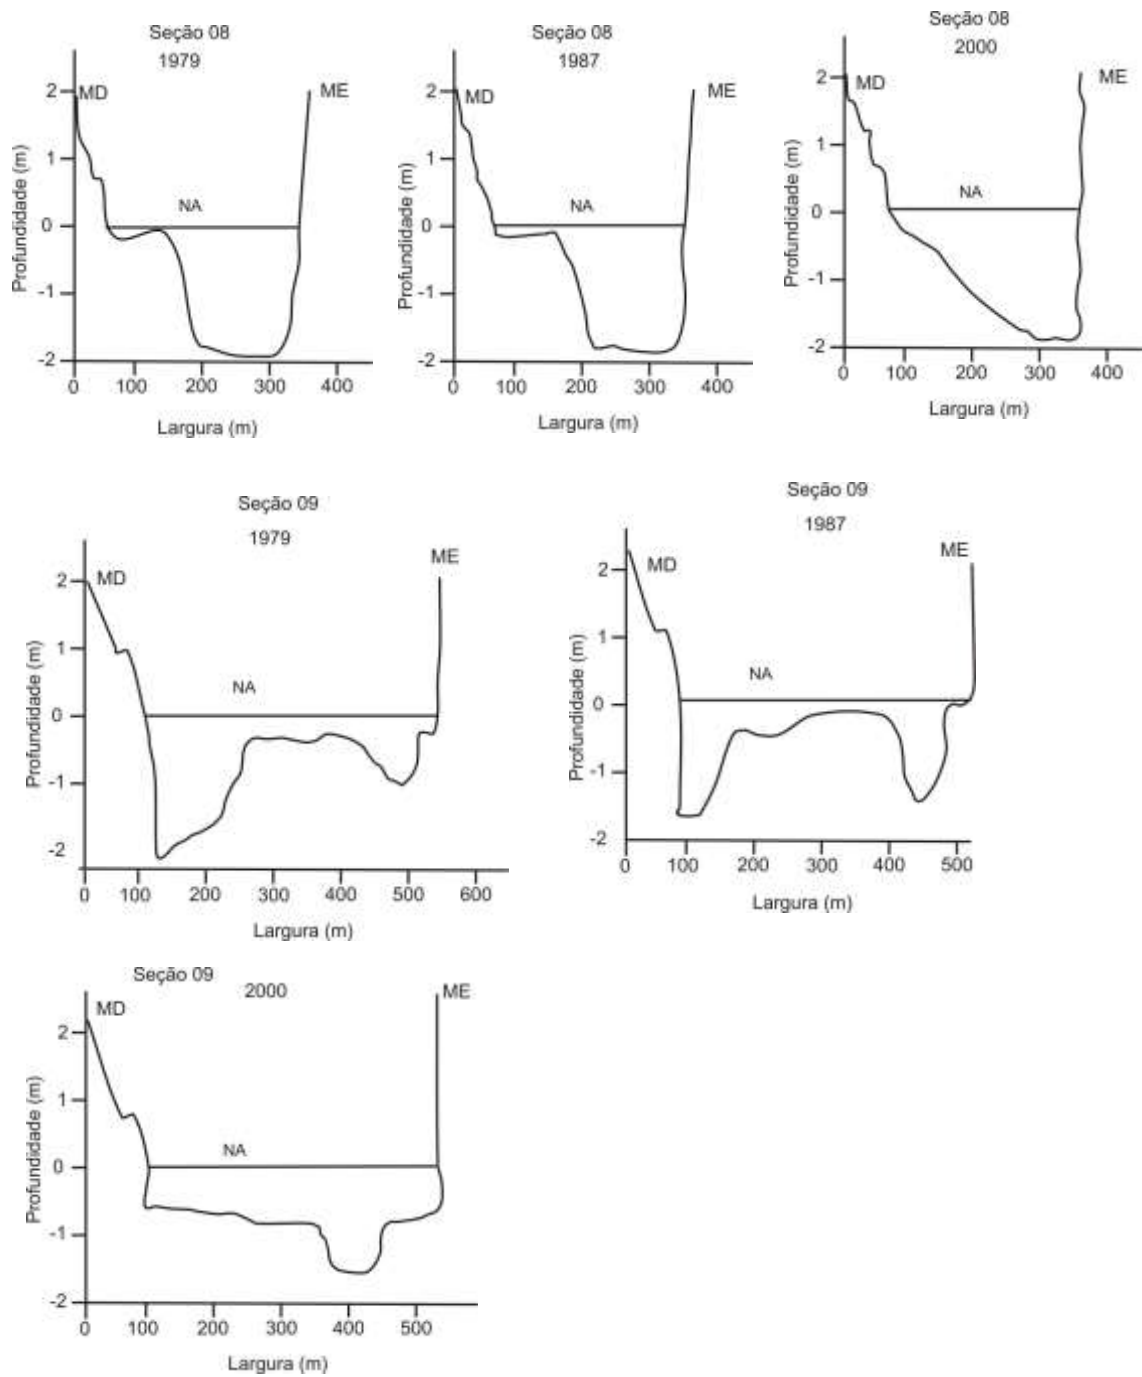 Seção 08
1979
MD
ME
2
1
NA
0
-1
-2
0 100 200 300 400
Profundidade (m)
Largura (m)
Seção 08
1987
MD
ME
2
1
NA
0
-1
-2
0 100 200 300 400
Profundidade (m)
Largura (m)
Seção 08
2000
MD
ME
2
1
NA
0
-1
-2
0 100 200 300 400
Profundidade (m)
Largura (m)
Seção 09
1979
MD
ME
2
1
NA
0
-1
-2
0 100 200 300 400 500 600
Profundidade (m)
Largura (m)
Seção 09
1987
MD
ME
2
1
NA
0
-1
-2
0 100 200 300 400 500
Profundidade (m)
Largura (m)
Seção 09
2000
MD
ME
2
1
NA
0
-1
-2
0 100 200 300 400 500
Profundidade (m)
Largura (m)